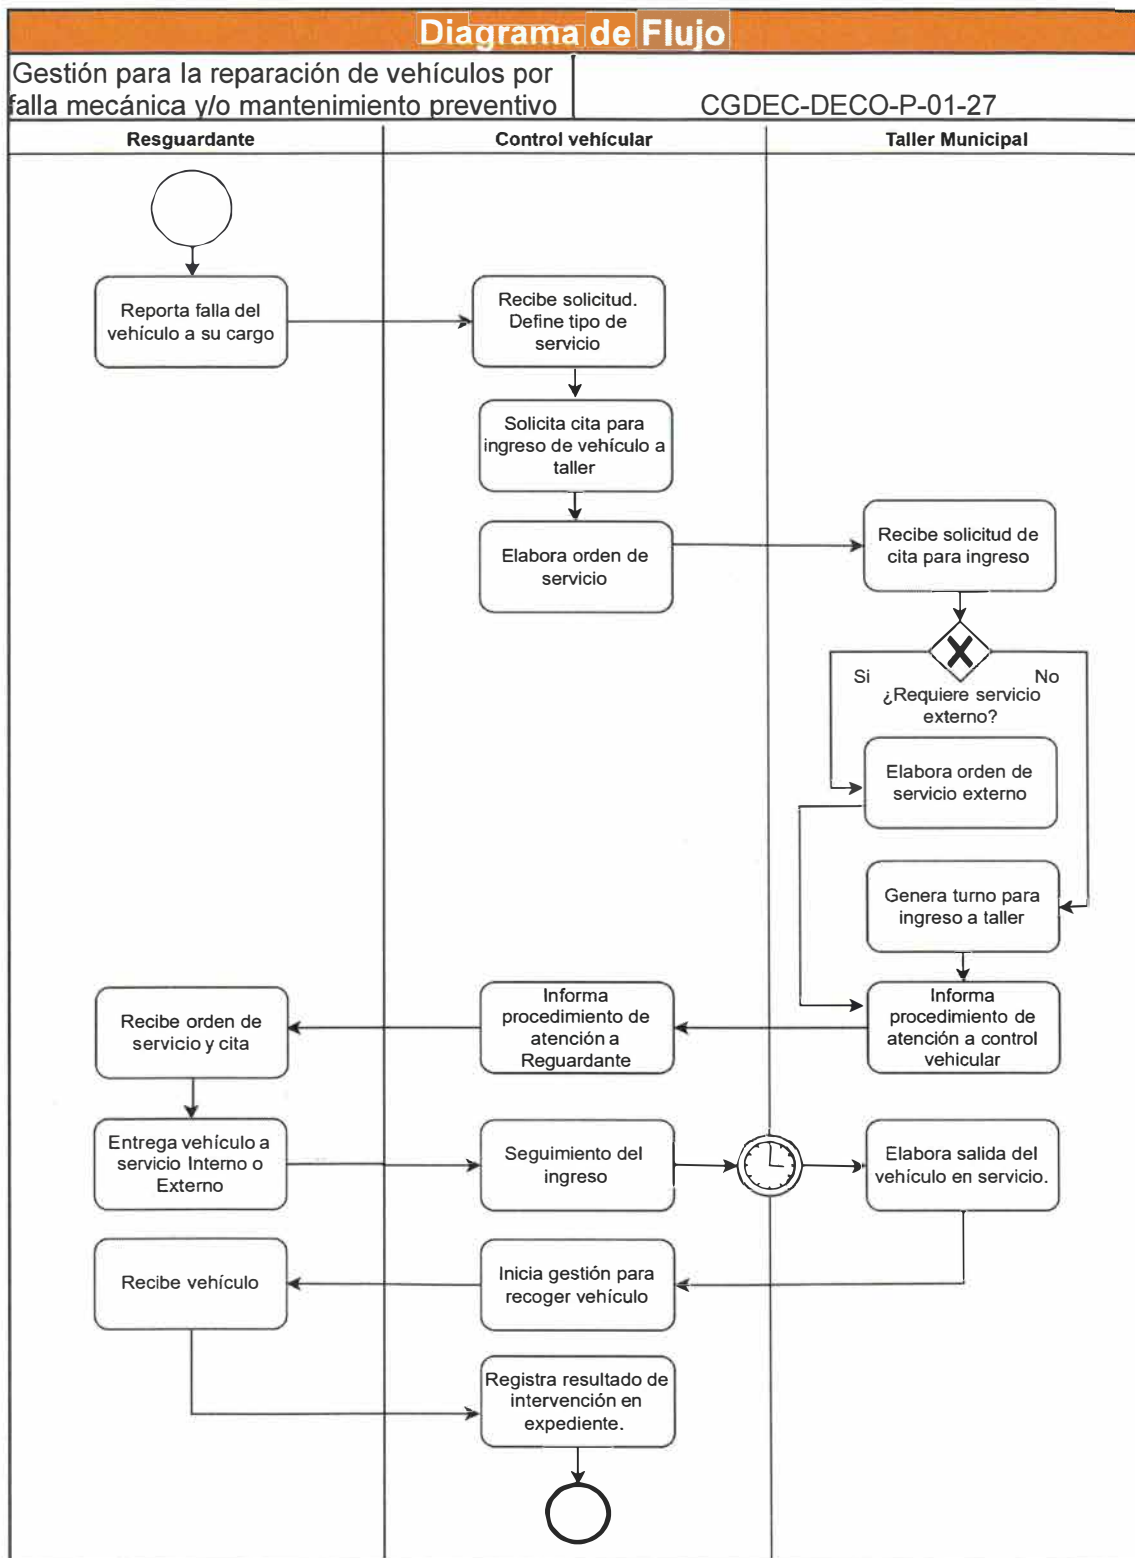 Diagrama de Flujo
Gestión para la reparación de vehículos por
falla mecánica y/o mantenimiento preventivo
CGDEC-DECO-P-01-27
Resguardante
Control vehícular
Taller Municipal
Reporta falla del
vehículo a su cargo
Recibe solicitud.
Define tipo de
servicio
Solicita cita para
ingreso de vehículo a
taller
Elabora orden de
servicio
Recibe solicitud de
cita para ingreso
Si
No
¿Requiere servicio
externo?
Elabora orden de
servicio externo
Genera turno para
ingreso a taller
Informa
procedimiento de
atención a control
vehicular
Informa
procedimiento de
atención a
Reguardante
Recibe orden de
servicio y cita
Entrega vehículo a
servicio Interno o
Externo
Seguimiento del
ingreso
Elabora salida del
vehículo en servicio.
Inicia gestión para
recoger vehículo
Recibe vehículo
Registra resultado de
intervención en
expediente.